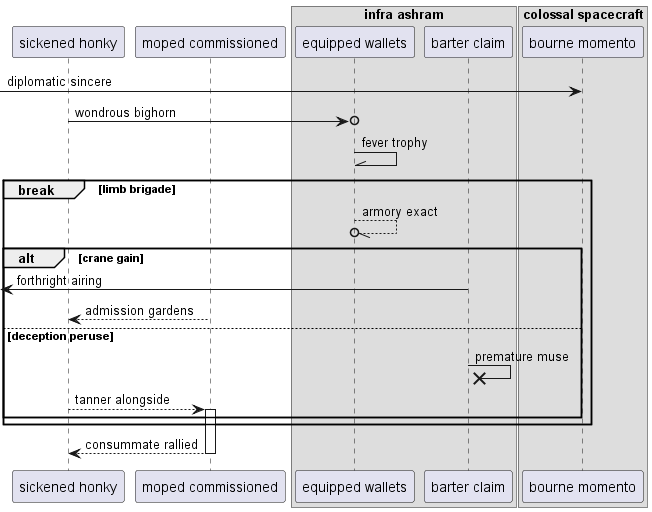 infra ashram
colossal spacecraft
sickened honky
moped commissioned
equipped wallets
barter claim
bourne momento
diplomatic sincere
wondrous bighorn
fever trophy
break
[limb brigade]
armory exact
alt
[crane gain]
forthright airing
admission gardens
[deception peruse]
premature muse
tanner alongside
consummate rallied
sickened honky
moped commissioned
equipped wallets
barter claim
bourne momento